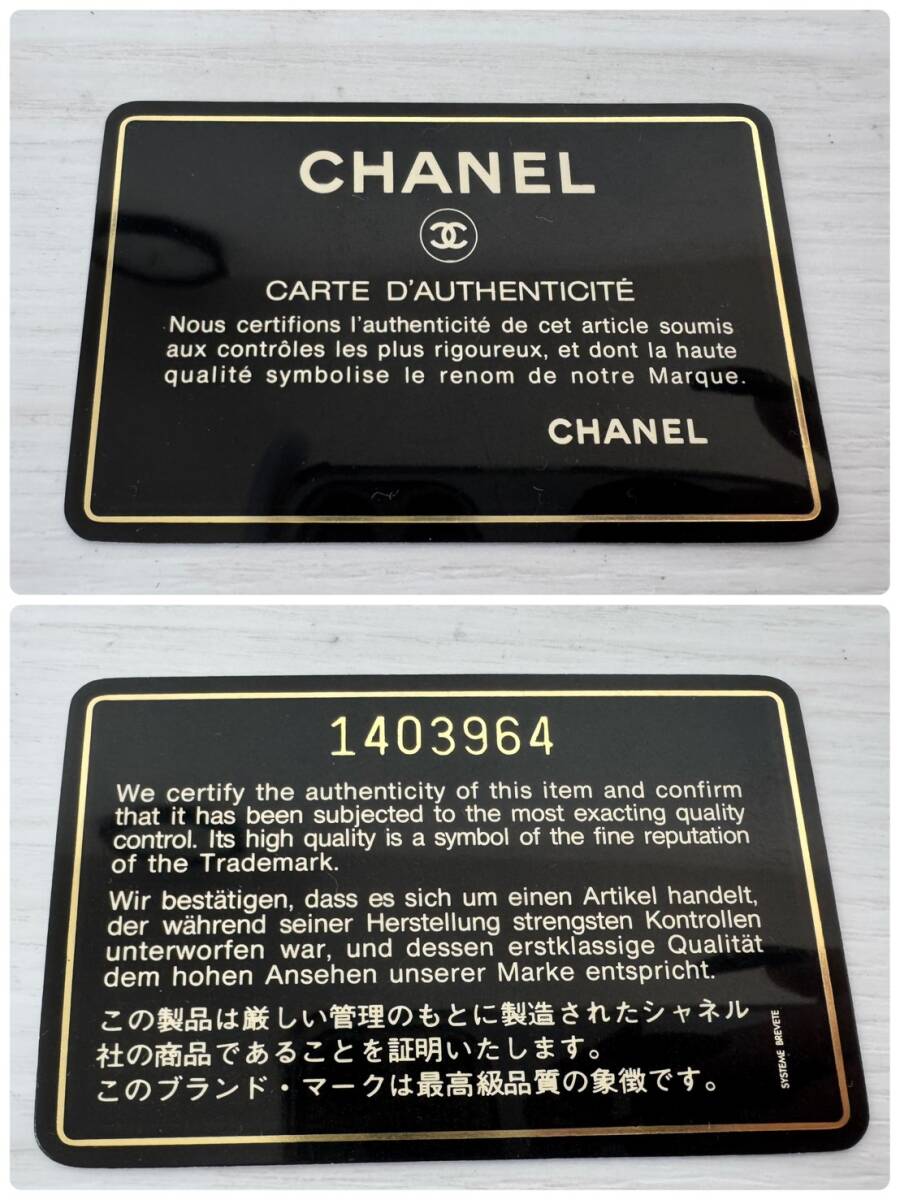 CHANEL
CARTE D'AUTHENTICITÉ
Nous certifions l'authenticité de cet article soumis
aux contrôles les plus rigoureux, et dont la haute
qualité symbolise le renom de notre Marque.
CHANEL
1403964
We certify the authenticity of this item and confirm
that it has been subjected to the most exacting quality
control. Its high quality is a symbol of the fine reputation
of the Trademark.
Wir bestätigen, dass es sich um einen Artikel handelt,
der während seiner Herstellung strengsten Kontrollen
unterworfen war, und dessen erstklassige Qualität
dem hohen Ansehen unserer Marke entspricht.
この製品は厳しい管理のもとに製造されたシャネル
社の商品であることを証明いたします。
このブランド・マークは最高級品質の象徴です。
SYSTEME BREVETE